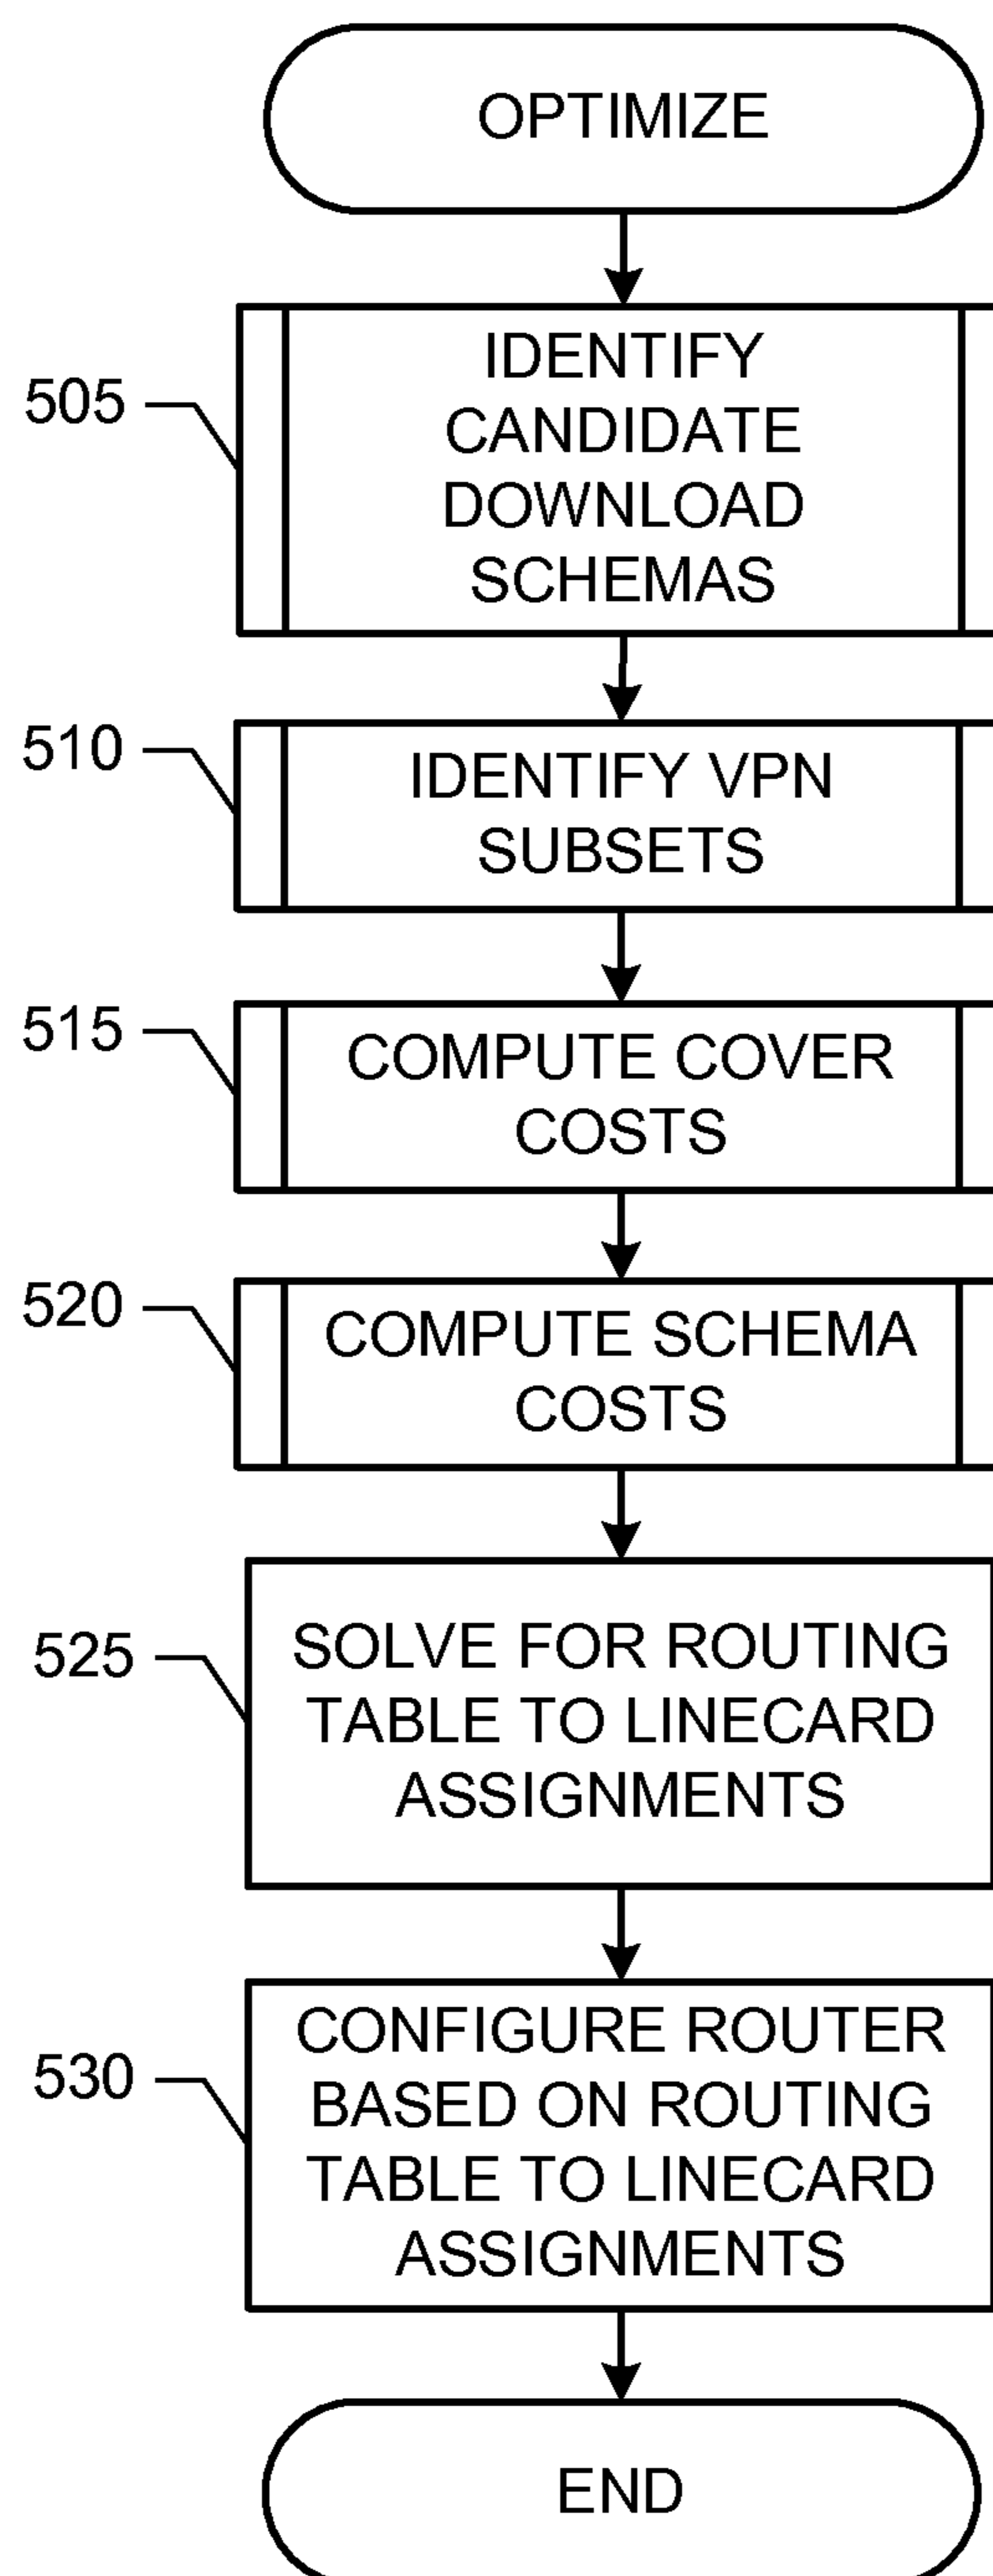 OPTIMIZE
505
IDENTIFY
CANDIDATE
DOWNLOAD
SCHEMAS
510
IDENTIFY VPN
SUBSETS
515
COMPUTE COVER
COSTS
520
COMPUTE SCHEMA
COSTS
525
SOLVE FOR ROUTING
TABLE TO LINECARD
ASSIGNMENTS
530
CONFIGURE ROUTER
BASED ON ROUTING
TABLE TO LINECARD
ASSIGNMENTS
END